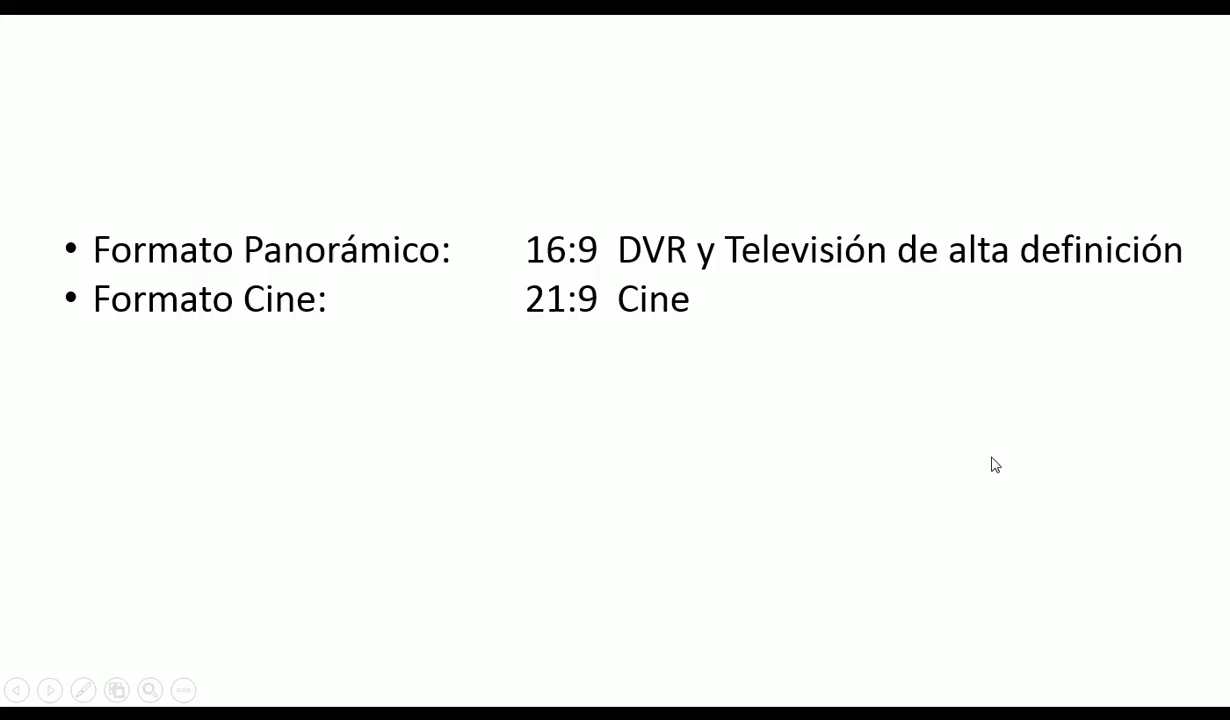 • Formato Panorámico: 16:9 DVR y Televisión de alta definición
• Formato Cine: 21:9 Cine